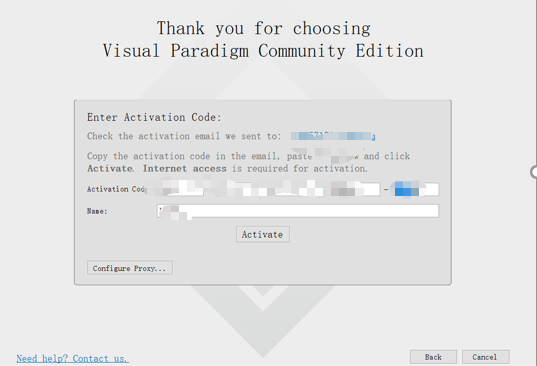 Thank you for choosing
Visual Paradigm Community Edition
Enter Activation Code:
Check the activation email we sent to:
Copy the activation code in the email, paste and click
Activate. Internet access is required for activation.
Activation Cod -
Name:
Activate
Configure Proxy...
Need help? Contact us.
Back
Cancel